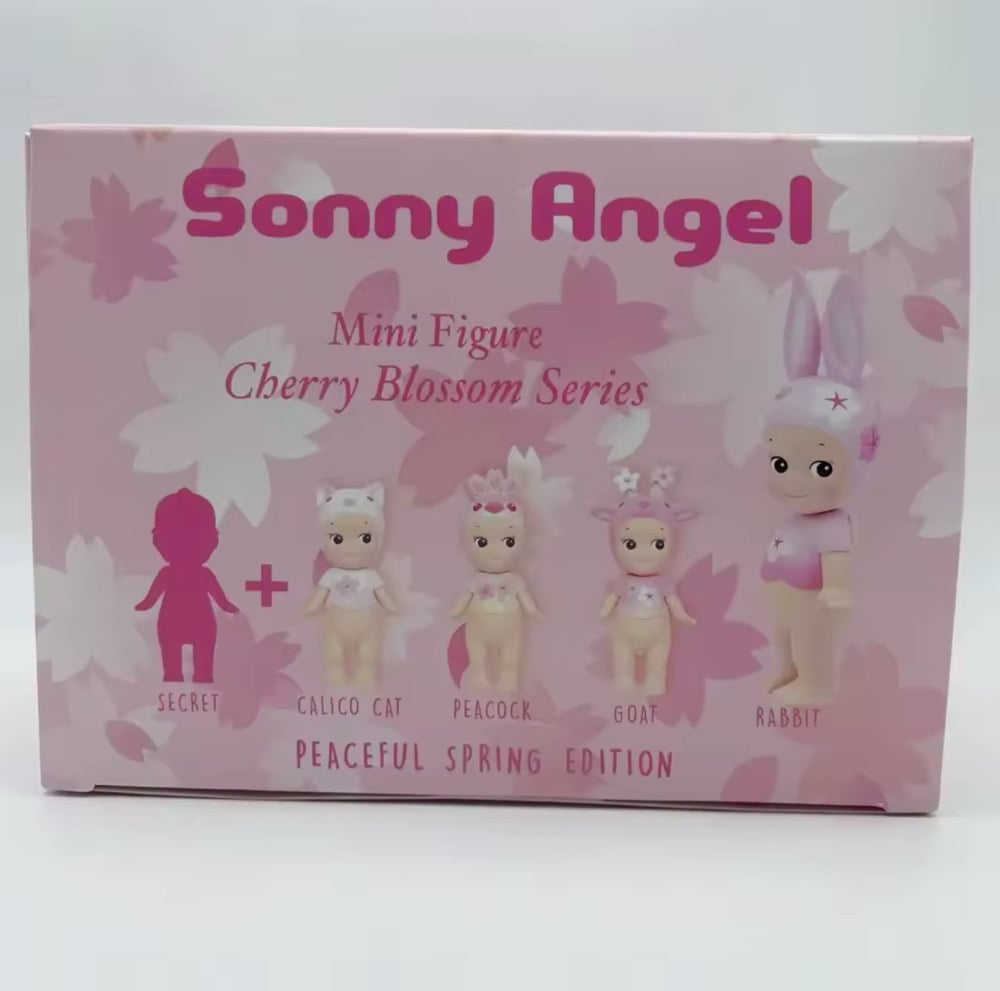 Sonny Angel
Mini Figure
Cherry Blossom Series
+
SECRET
CALICO CAT
PEACOCK
GOAT
RABBIT
PEACEFUL SPRING EDITION